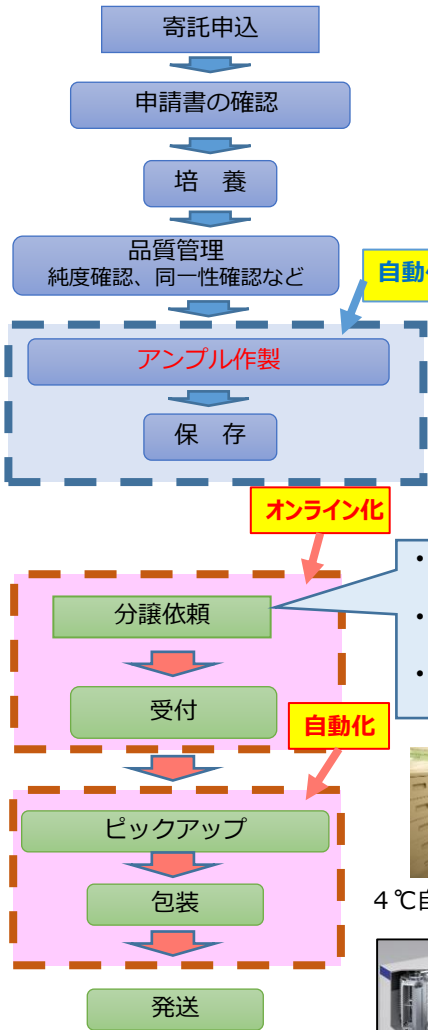 寄託申込
申請書の確認
培　養
品質管理
純度確認、同一性確認など
自動
アンプル作製
保　存
オンライン化
分譲依頼
受付
自動化
ピックアップ
包装
４℃
発送